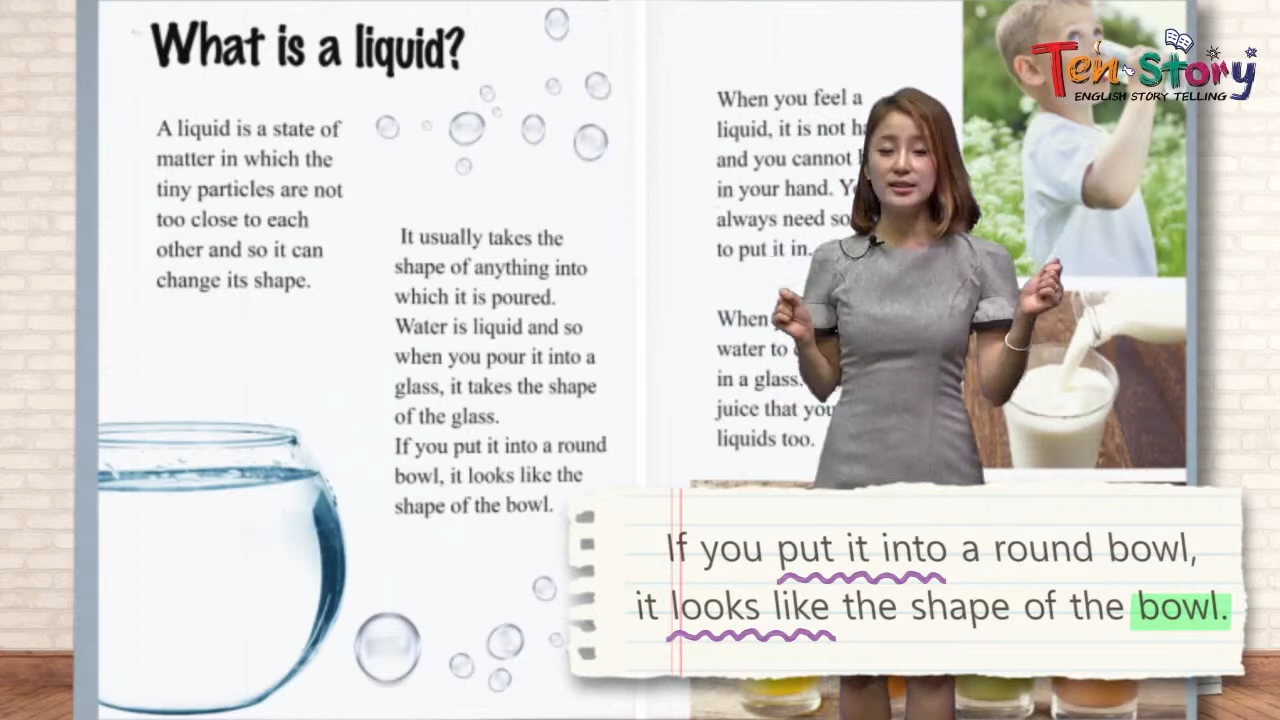 What is a liquid?
A liquid is a state of
matter in which the
tiny particles are not
too close to each
other and so it can
change its shape.
It usually takes the
shape of anything into
which it is poured.
Water is liquid and so
when you pour it into a
glass, it takes the shape
of the glass.
If you put it into a round
bowl, it looks like the
shape of the bowl.
When you feel a
liquid, it is not
and you cannot
in your hand.
always need
to put it in.
When
water to
in a glass.
juice that you
liquids too.
Ten Story
ENGLISH STORY TELLING
If you put it into a round bowl,
it looks like the shape of the bowl.